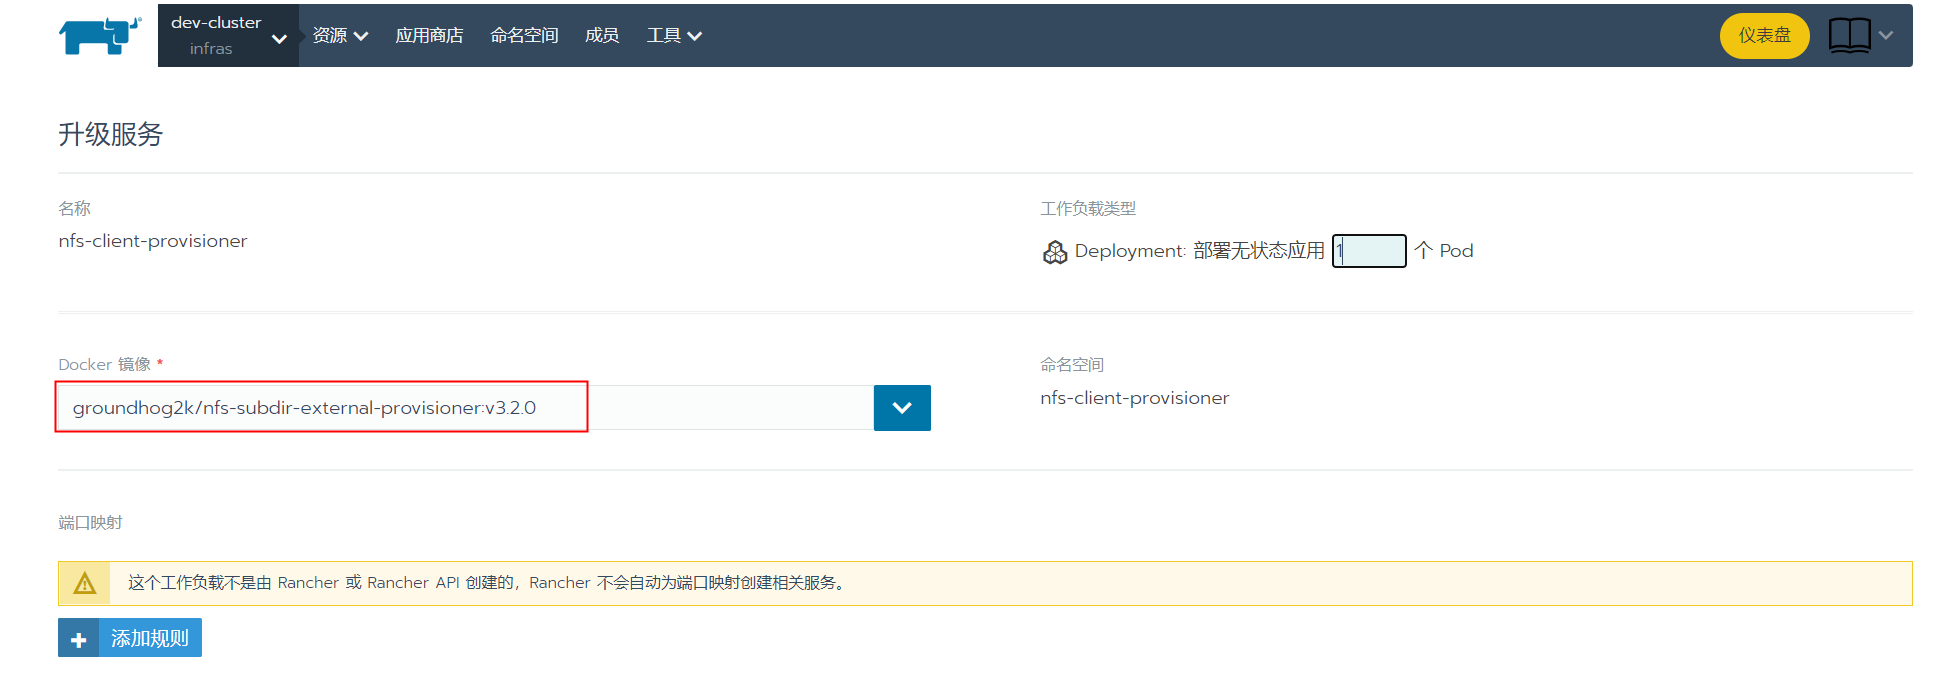 dev-cluster
infras
资源 应用商店 命名空间 成员 工具
仪表盘
升级服务
名称
nfs-client-provisioner
工作负载类型
Deployment: 部署无状态应用 1 个 Pod
Docker 镜像 *
groundhog2k/nfs-subdir-external-provisioner:v3.2.0
命名空间
nfs-client-provisioner
端口映射
这个工作负载不是由 Rancher 或 Rancher API 创建的，Rancher 不会自动为端口映射创建相关服务。
添加规则